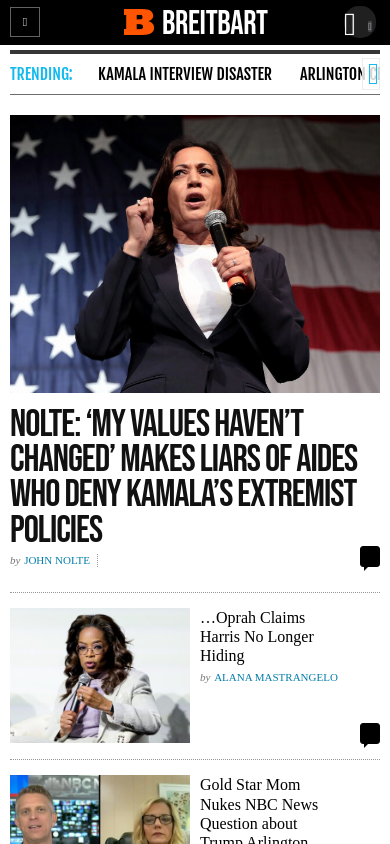 BREITBART
TRENDING: KAMALA INTERVIEW DISASTER ARLINGTON
NOLTE: ‘MY VALUES HAVEN’T
CHANGED’ MAKES LIARS OF AIDES
WHO DENY KAMALA’S EXTREMIST
POLICIES
by JOHN NOLTE
…Oprah Claims
Harris No Longer
Hiding
by ALANA MASTRANGELO
Gold Star Mom
Nukes NBC News
Question about
Trump Arlington